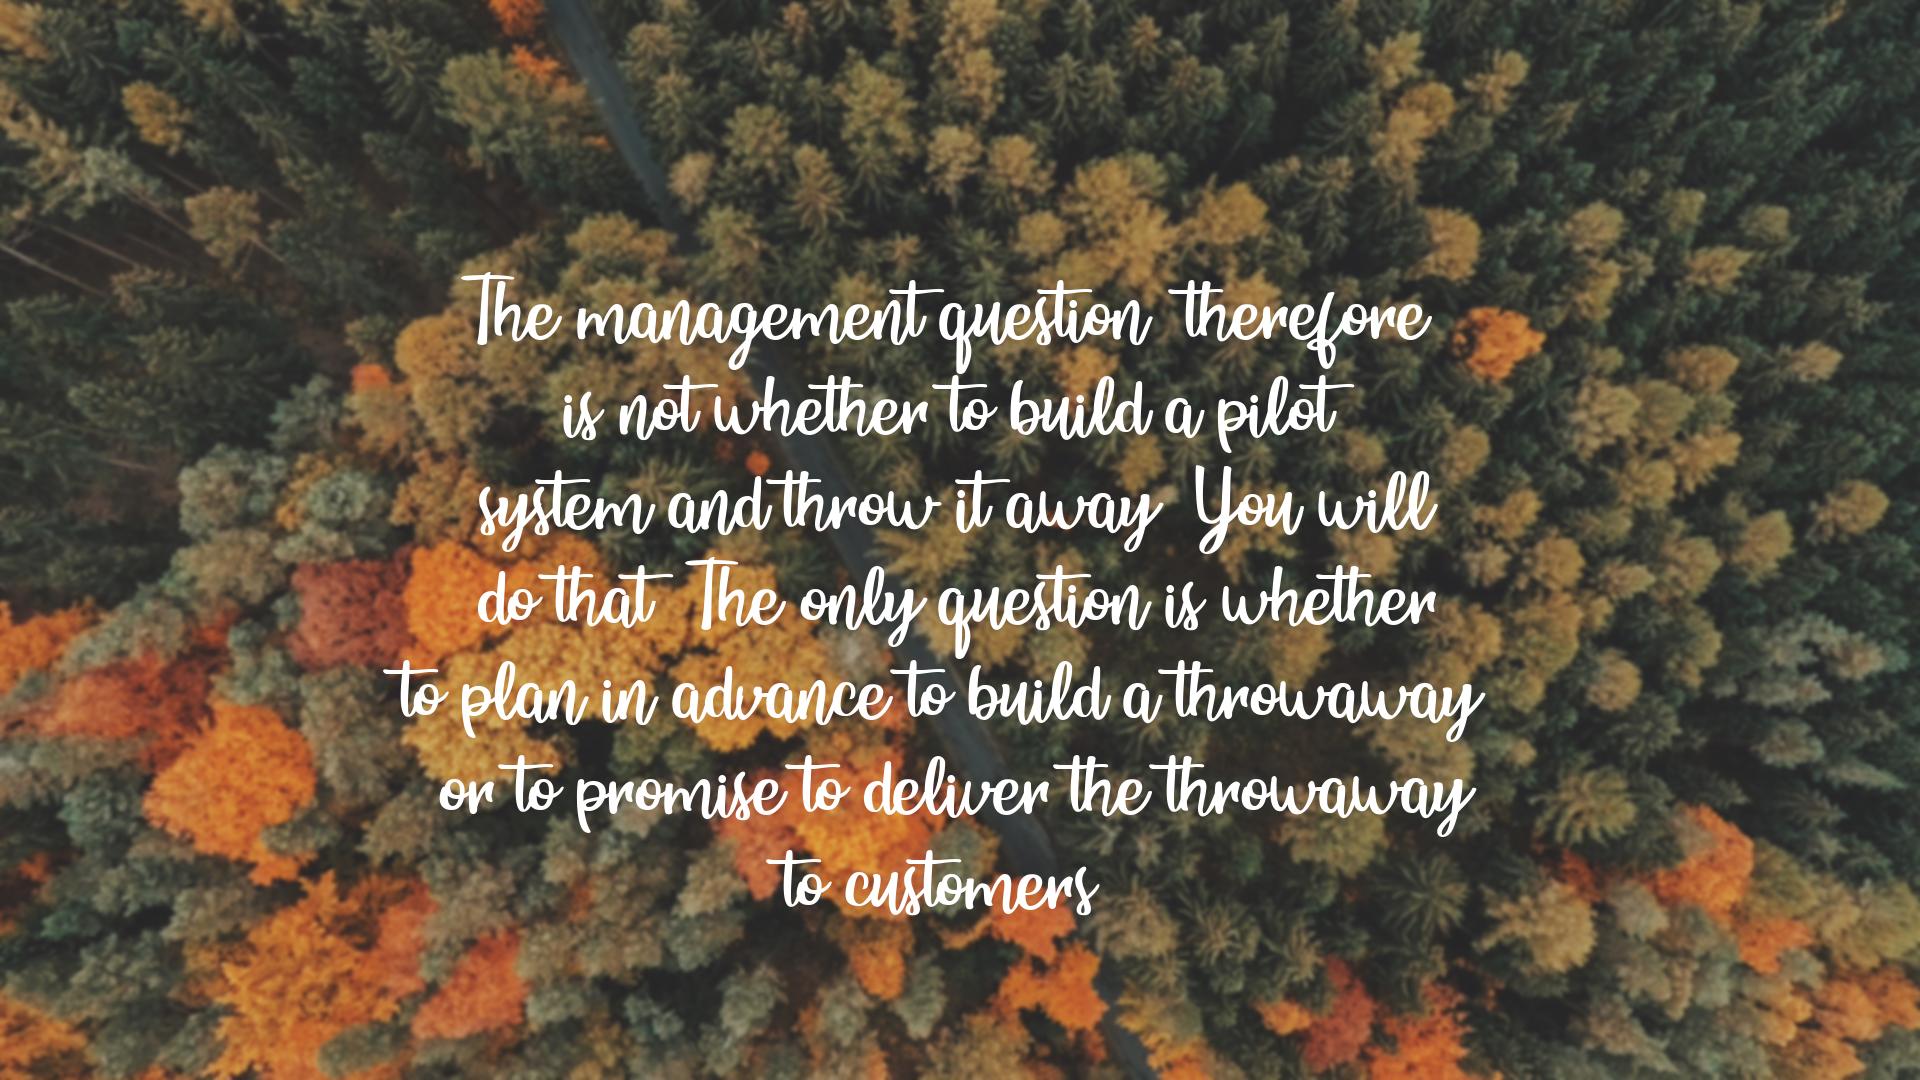 The management question therefore
is not whether to build a pilot
system and throw it away You will
do that The only question is whether
to plan in advance to build a throwaway
or to promise to deliver the throwaway
to customers